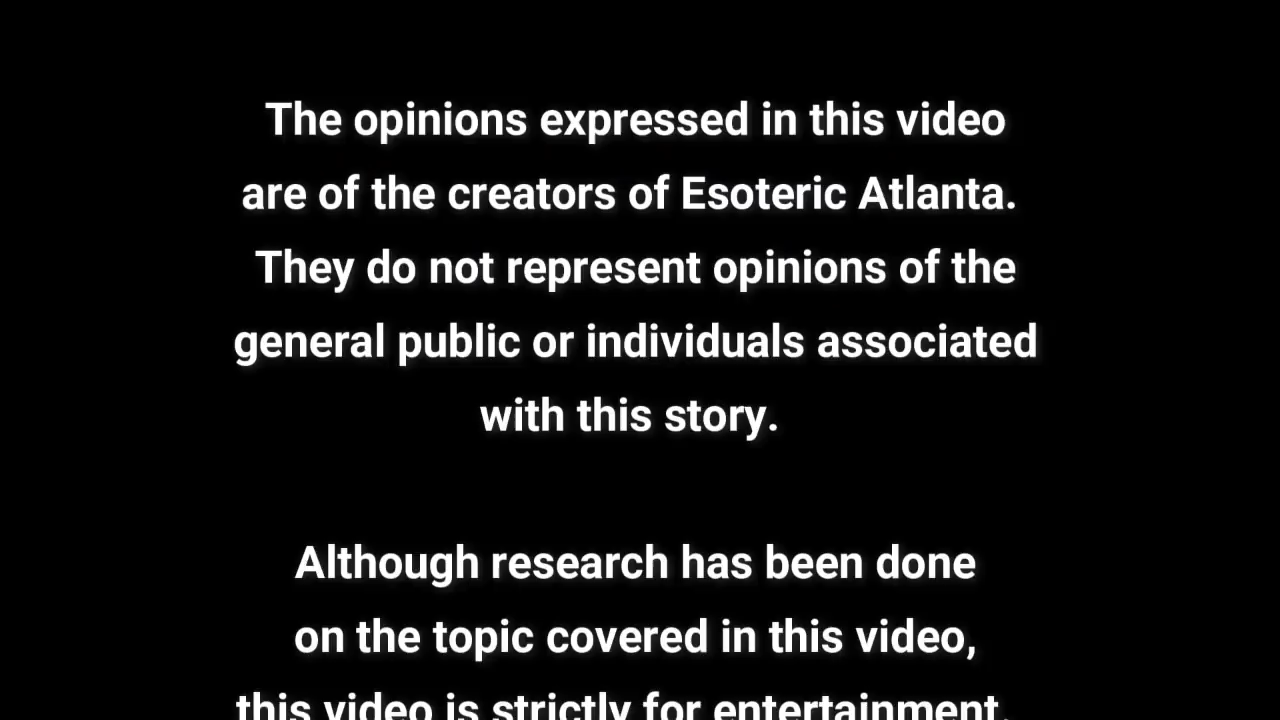 The opinions expressed in this video
are of the creators of Esoteric Atlanta.
They do not represent opinions of the
general public or individuals associated
with this story.
Although research has been done
on the topic covered in this video,
this video is strictly for entertainment.